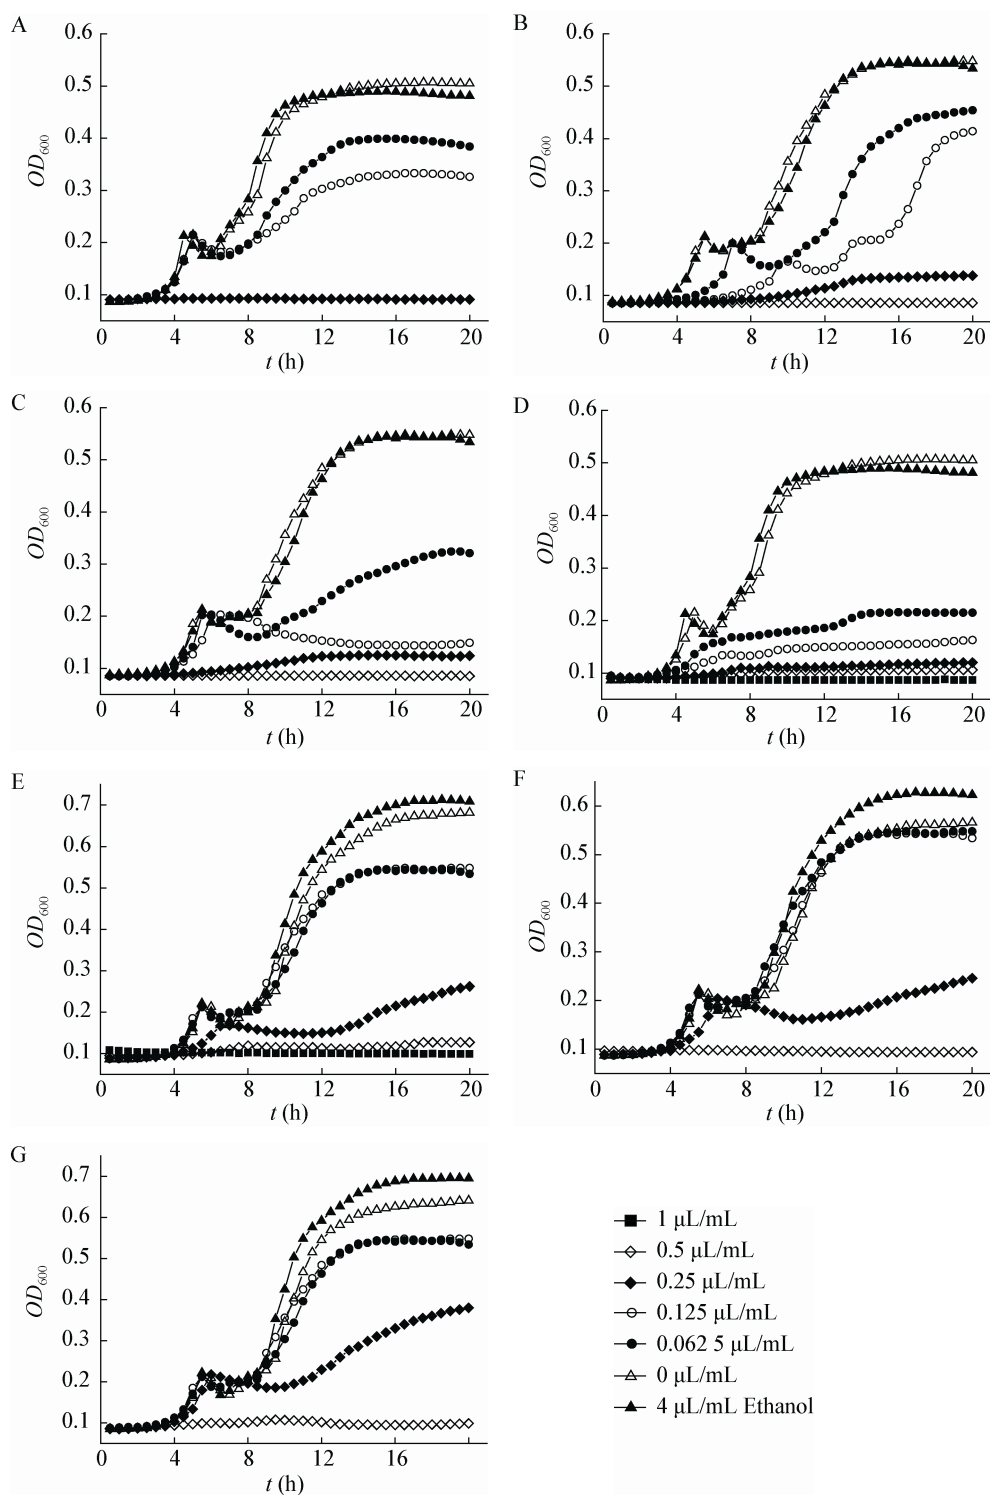 A
0.6
0.5
0.4
0.3
0.2
0.1
OD600
0 4 8 12 16 20
t (h)
B
0.6
0.5
0.4
0.3
0.2
0.1
OD600
0 4 8 12 16 20
t (h)
C
0.6
0.5
0.4
0.3
0.2
0.1
OD600
0 4 8 12 16 20
t (h)
D
0.6
0.5
0.4
0.3
0.2
0.1
OD600
0 4 8 12 16 20
t (h)
E
0.7
0.6
0.5
0.4
0.3
0.2
0.1
OD600
0 4 8 12 16 20
t (h)
F
0.6
0.5
0.4
0.3
0.2
0.1
OD600
0 4 8 12 16 20
t (h)
G
0.7
0.6
0.5
0.4
0.3
0.2
0.1
OD600
0 4 8 12 16 20
t (h)
1 μL/mL
0.5 μL/mL
0.25 μL/mL
0.125 μL/mL
0.062 5 μL/mL
0 μL/mL
4 μL/mL Ethanol